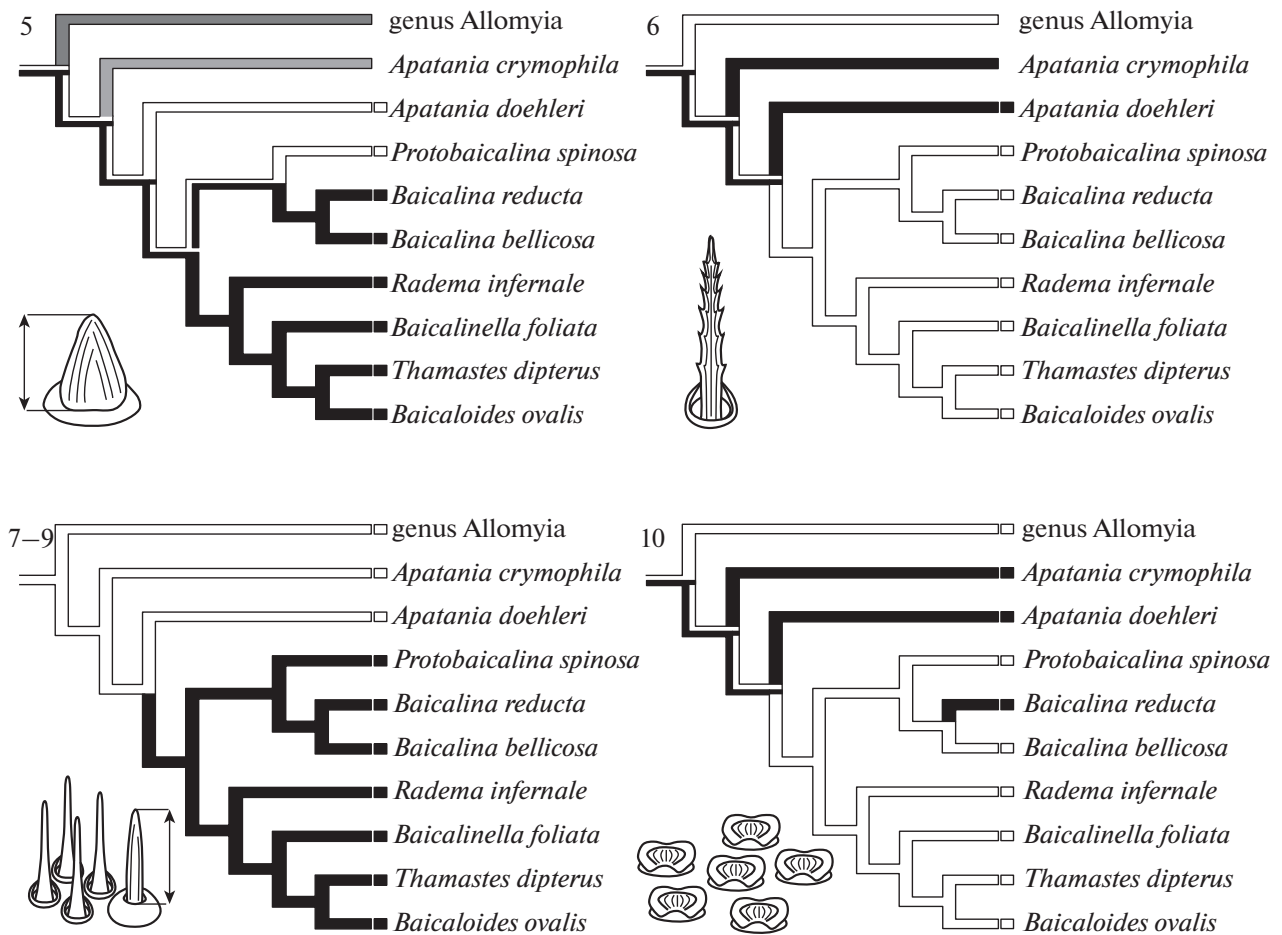 5
genus Allomyia
Apatania crymophila
Apatania doehleri
Protobaicalina spinosa
Baicalina reducta
Baicalina bellicosa
Radema infernale
Baicalinella foliata
Thamastes dipterus
Baicaloides ovalis
6
genus Allomyia
Apatania crymophila
Apatania doehleri
Protobaicalina spinosa
Baicalina reducta
Baicalina bellicosa
Radema infernale
Baicalinella foliata
Thamastes dipterus
Baicaloides ovalis
7–9
genus Allomyia
Apatania crymophila
Apatania doehleri
Protobaicalina spinosa
Baicalina reducta
Baicalina bellicosa
Radema infernale
Baicalinella foliata
Thamastes dipterus
Baicaloides ovalis
10
genus Allomyia
Apatania crymophila
Apatania doehleri
Protobaicalina spinosa
Baicalina reducta
Baicalina bellicosa
Radema infernale
Baicalinella foliata
Thamastes dipterus
Baicaloides ovalis